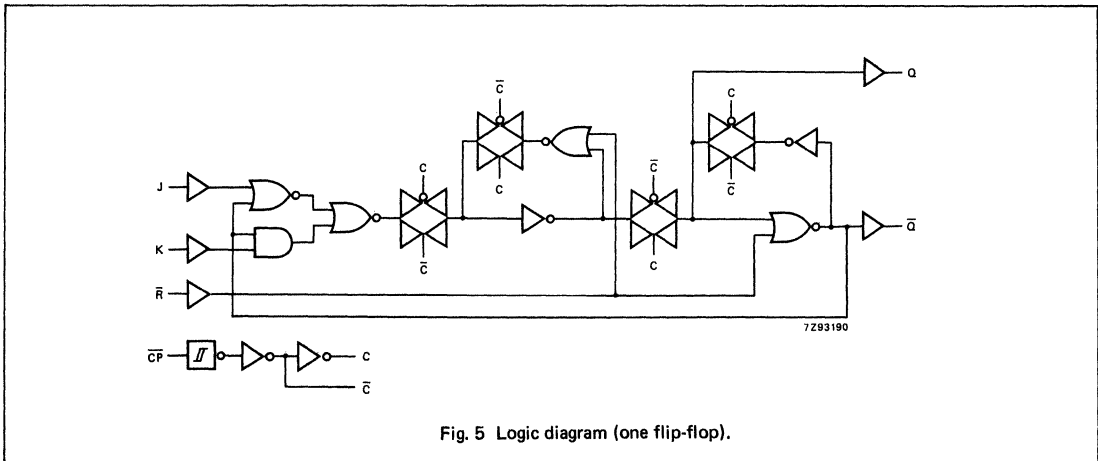 C̅
C
Q
J
C
C
C̅
C̅
K
C̅
C
Q̅
R̅
7Z93190
C̅P̅
C
C̅
Fig. 5 Logic diagram (one flip-flop).